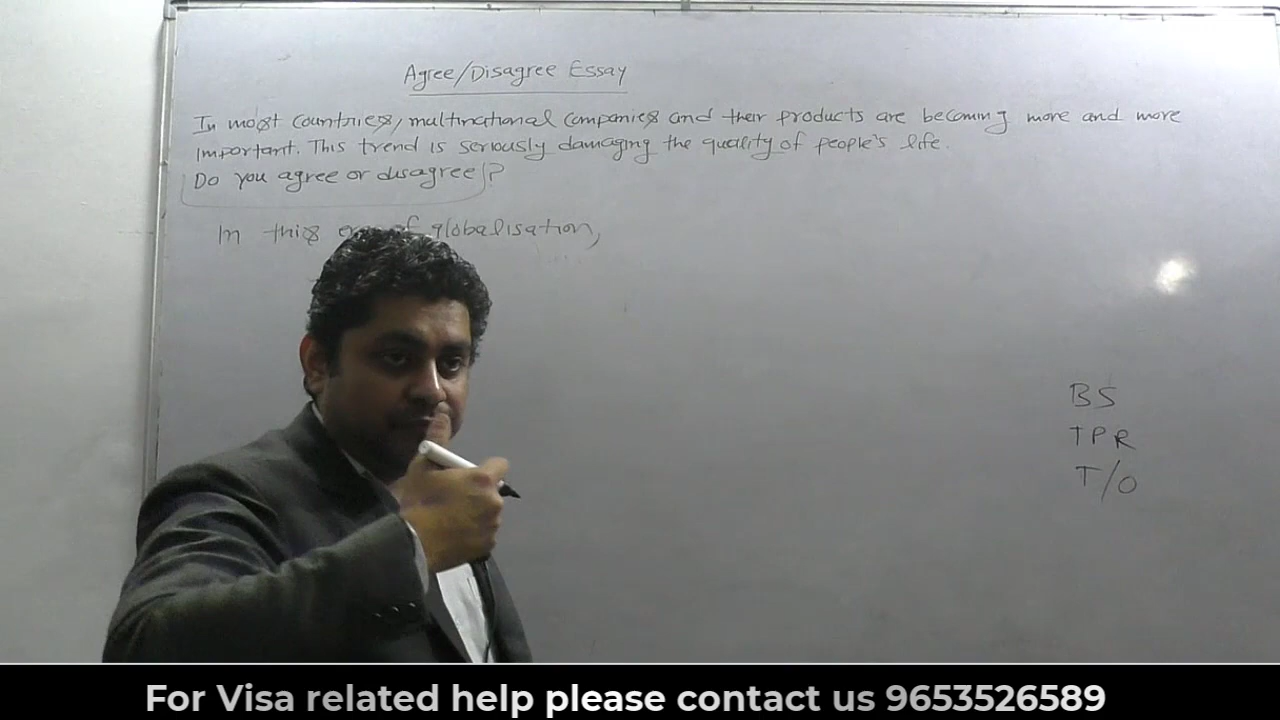 Agree/Disagree Essay
In most countries, multinational companies and their products are becoming more and more
important. This trend is seriously damaging the quality of people's life.
Do you agree or disagree?
In this of globalisation,
BS
TPR
T/O
For Visa related help please contact us 9653526589